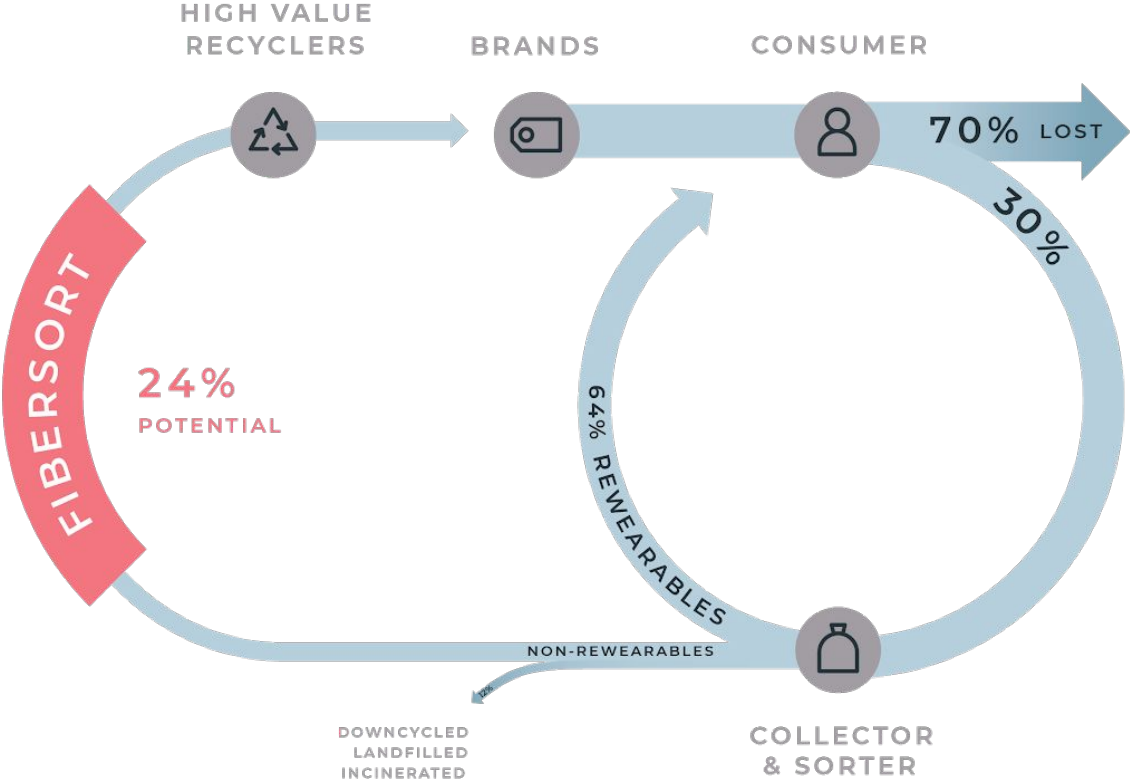 HIGH VALUE
RECYCLERS
BRANDS
CONSUMER
70% LOST
30%
FIBERSORT
24%
POTENTIAL
64% REWEARABLES
NON-REWEARABLES
12%
DOWNCYCLED
LANDFILLED
INCINERATED
COLLECTOR
& SORTER